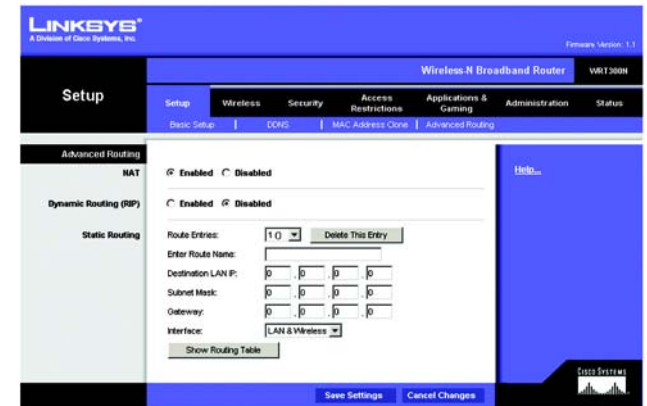 LINKSYS®
A Division of Cisco Systems, Inc.
Firmware Version: 1.1
Wireless-N Broadband Router WRT300N
Setup
Setup Wireless Security Access Restrictions Applications & Gaming Administration Status
Basic Setup | DDNS | MAC Address Clone | Advanced Routing
Advanced Routing
NAT Enabled Disabled
Help...
Dynamic Routing (RIP) Enabled Disabled
Static Routing Route Entries: 1 () Delete This Entry
Enter Route Name:
Destination LAN IP: 0 . 0 . 0 . 0
Subnet Mask: 0 . 0 . 0 . 0
Gateway: 0 . 0 . 0 . 0
Interface: LAN & Wireless
Show Routing Table
Save Settings Cancel Changes
CISCO SYSTEMS